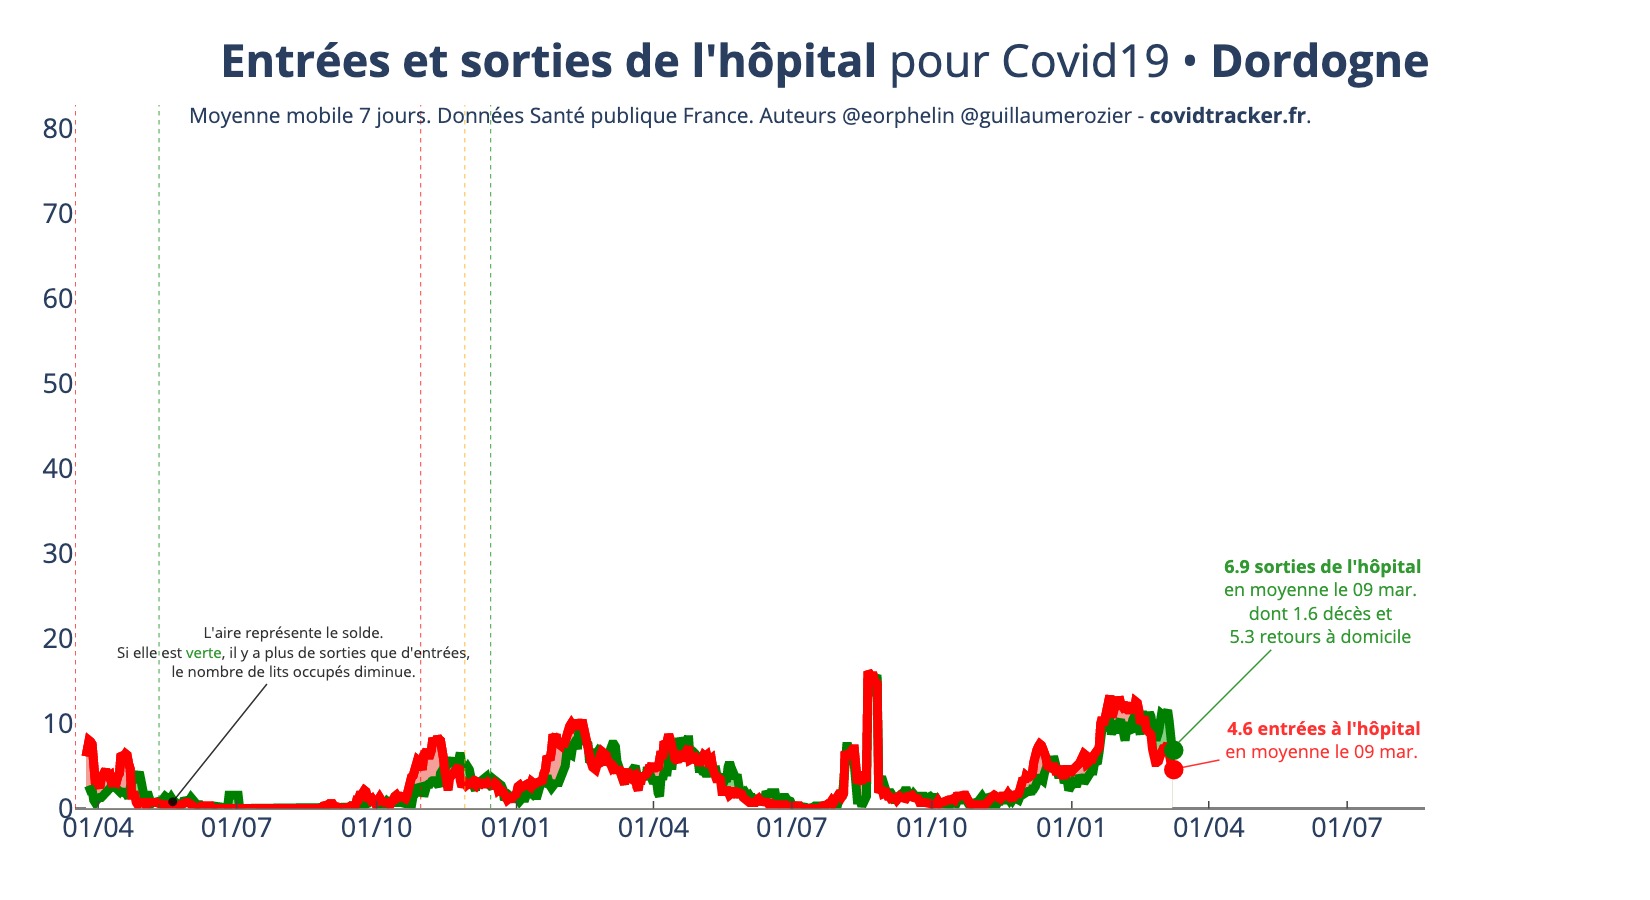 Entrées et sorties de l'hôpital pour Covid19 • Dordogne
Moyenne mobile 7 jours. Données Santé publique France. Auteurs @eorphelin @guillaumerozier - covidtracker.fr.
80
70
60
50
40
30
20
10
0
6.9 sorties de l'hôpital
en moyenne le 09 mar.
dont 1.6 décès et
5.3 retours à domicile
L'aire représente le solde.
Si elle est verte, il y a plus de sorties que d'entrées,
le nombre de lits occupés diminue.
4.6 entrées à l'hôpital
en moyenne le 09 mar.
01/04 01/07 01/10 01/01 01/04 01/07 01/10 01/01 01/04 01/07